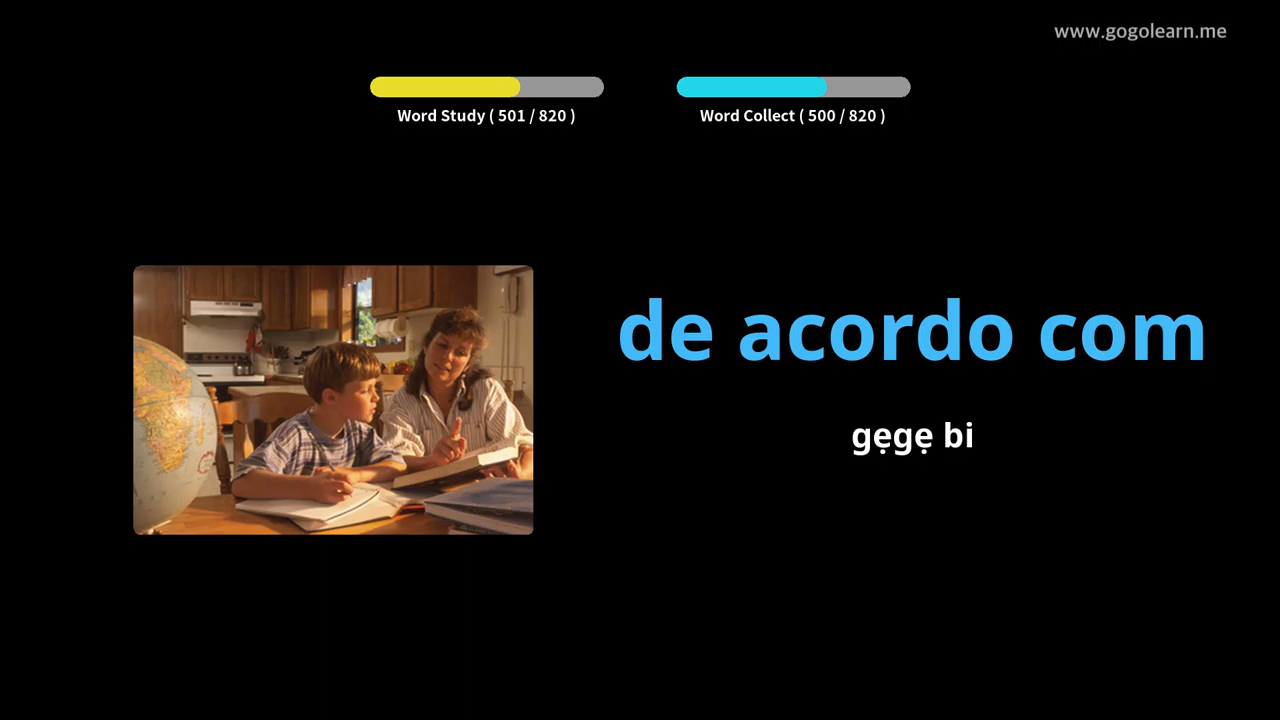 www.gogolearn.me
Word Study ( 501 / 820 )
Word Collect ( 500 / 820 )
de acordo com
gẹgẹ bi